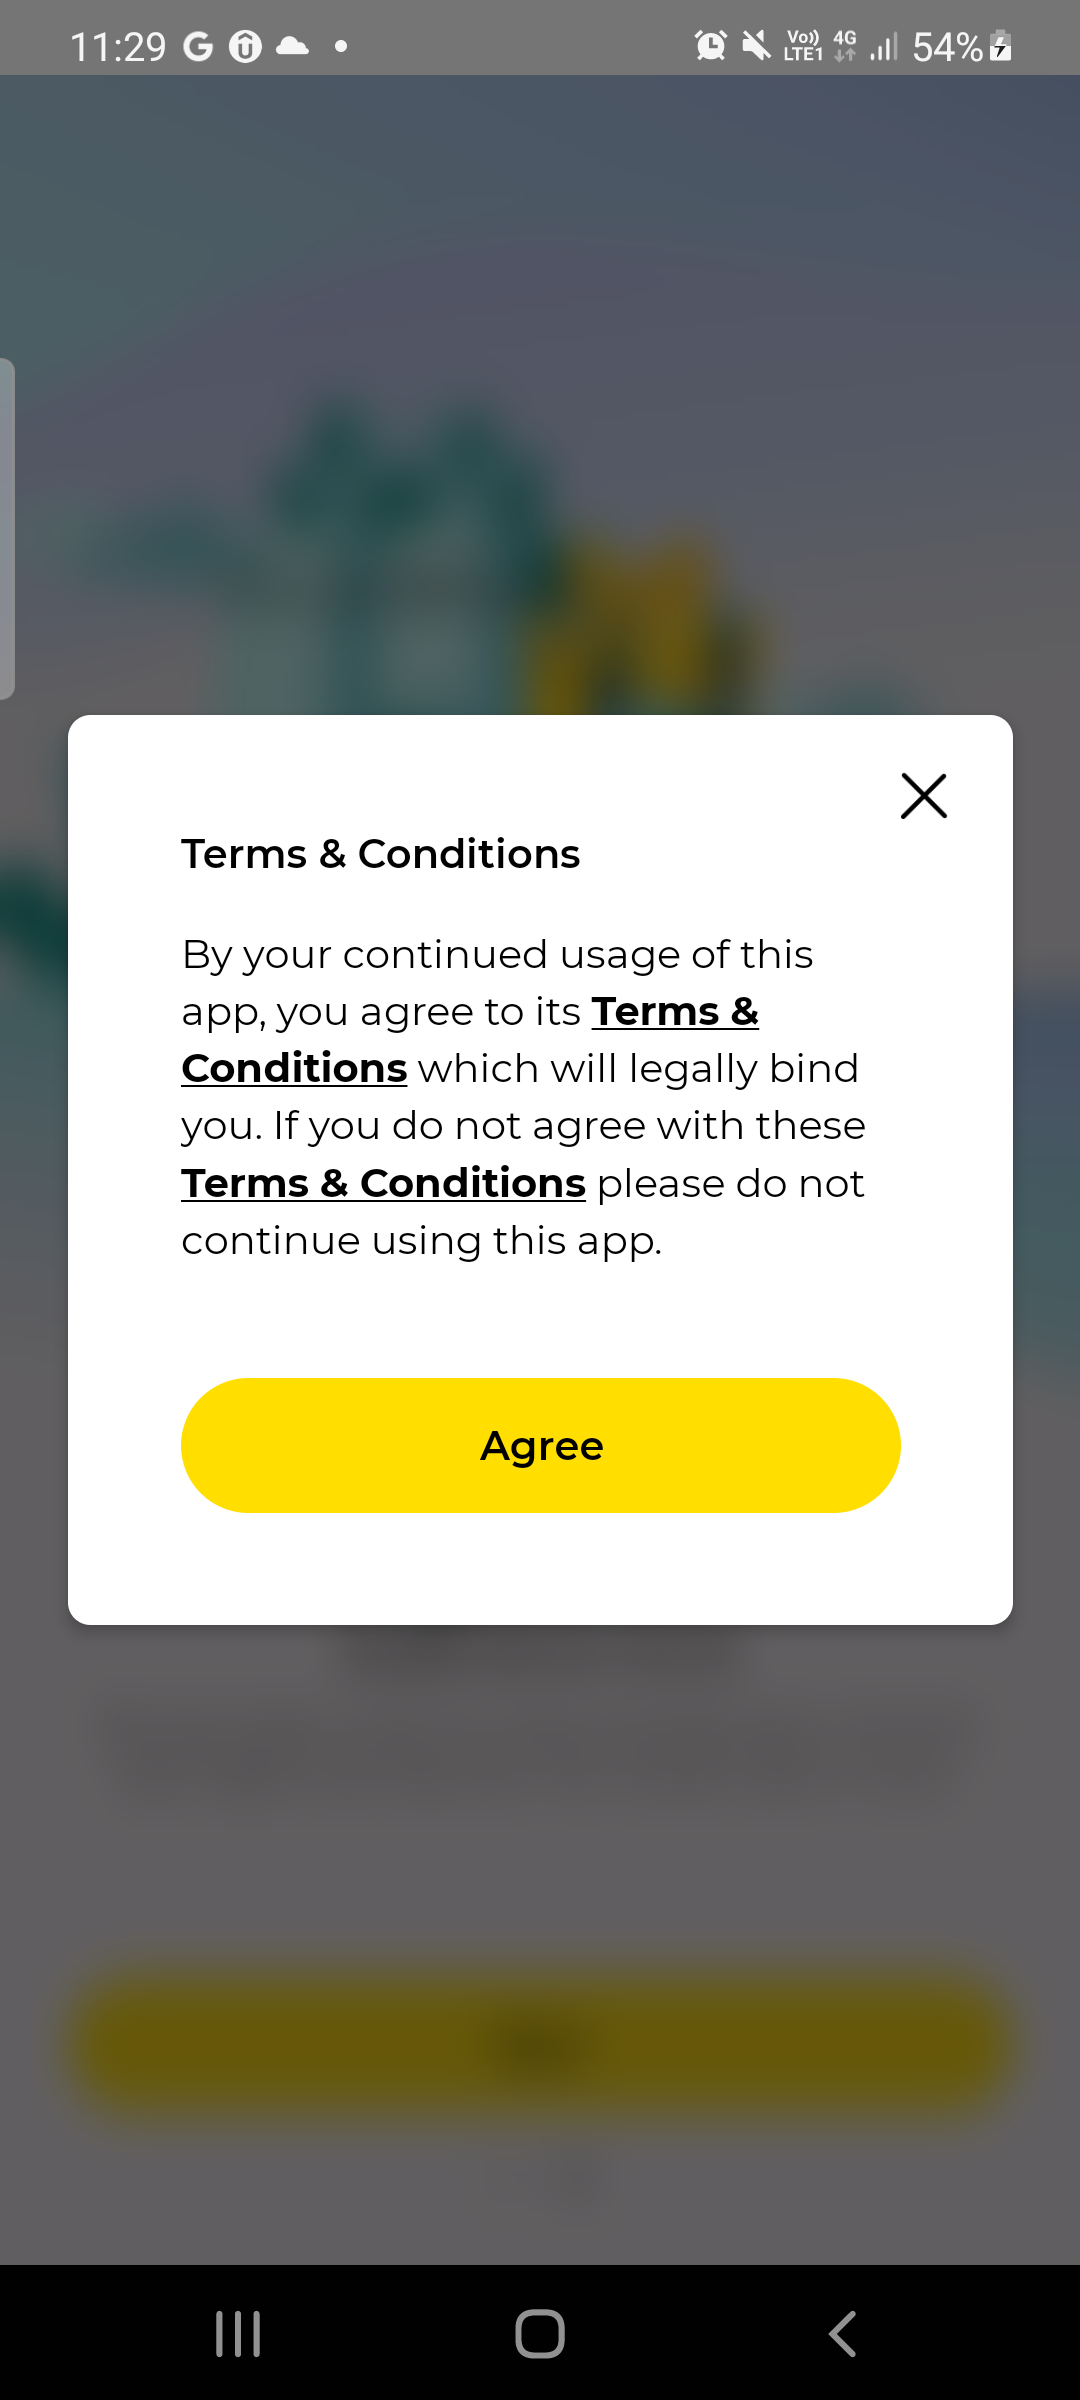 11:29
Vo)) LTE1 4G 54%
Terms & Conditions
By your continued usage of this
app, you agree to its Terms &
Conditions which will legally bind
you. If you do not agree with these
Terms & Conditions please do not
continue using this app.
Agree